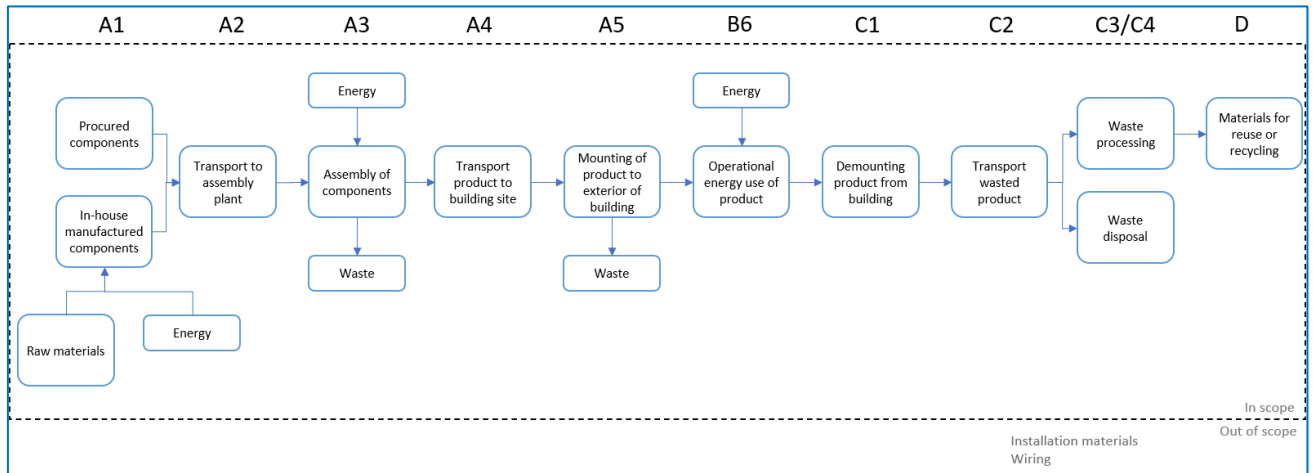 A1
A2
A3
A4
A5
B6
C1
C2
C3/C4
D
Energy
Energy
Procured
components
Transport to
assembly
plant
Assembly of
components
Transport
product to
building site
Mounting of
product to
exterior of
building
Operational
energy use of
product
Demounting
product from
building
Transport
wasted
product
Waste
processing
Materials for
reuse or
recycling
In-house
manufactured
components
Waste
disposal
Waste
Waste
Raw materials
Energy
In scope
Out of scope
Installation materials
Wiring